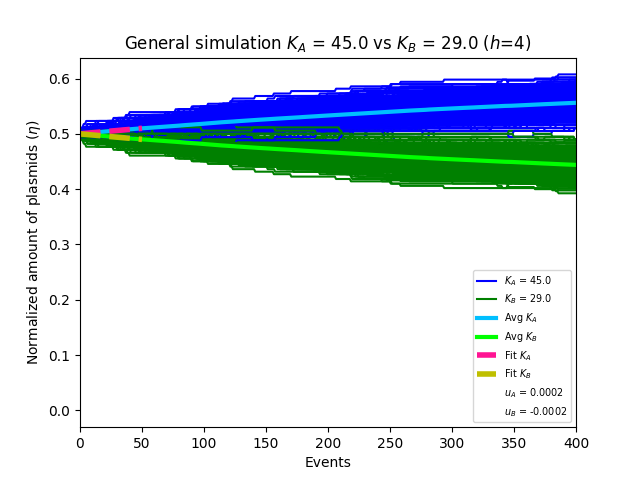 General simulation K_A = 45.0 vs K_B = 29.0 (h=4)
Normalized amount of plasmids (η)
0.6
0.5
0.4
0.3
0.2
0.1
0.0
K_A = 45.0
K_B = 29.0
Avg K_A
Avg K_B
Fit K_A
Fit K_B
u_A = 0.0002
u_B = -0.0002
0 50 100 150 200 250 300 350 400
Events